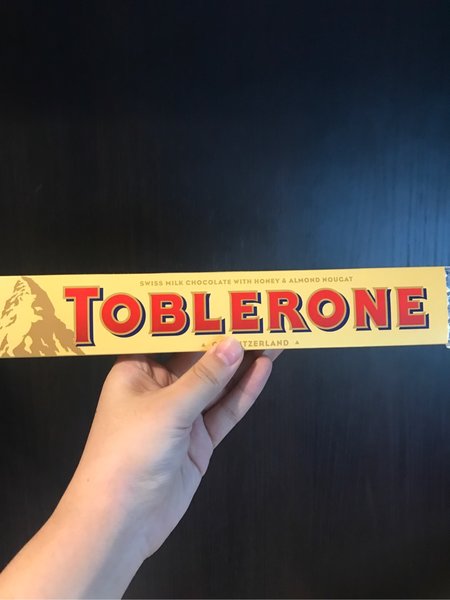 SWISS MILK CHOCOLATE WITH HONEY & ALMOND NOUGAT
TOBLERONE